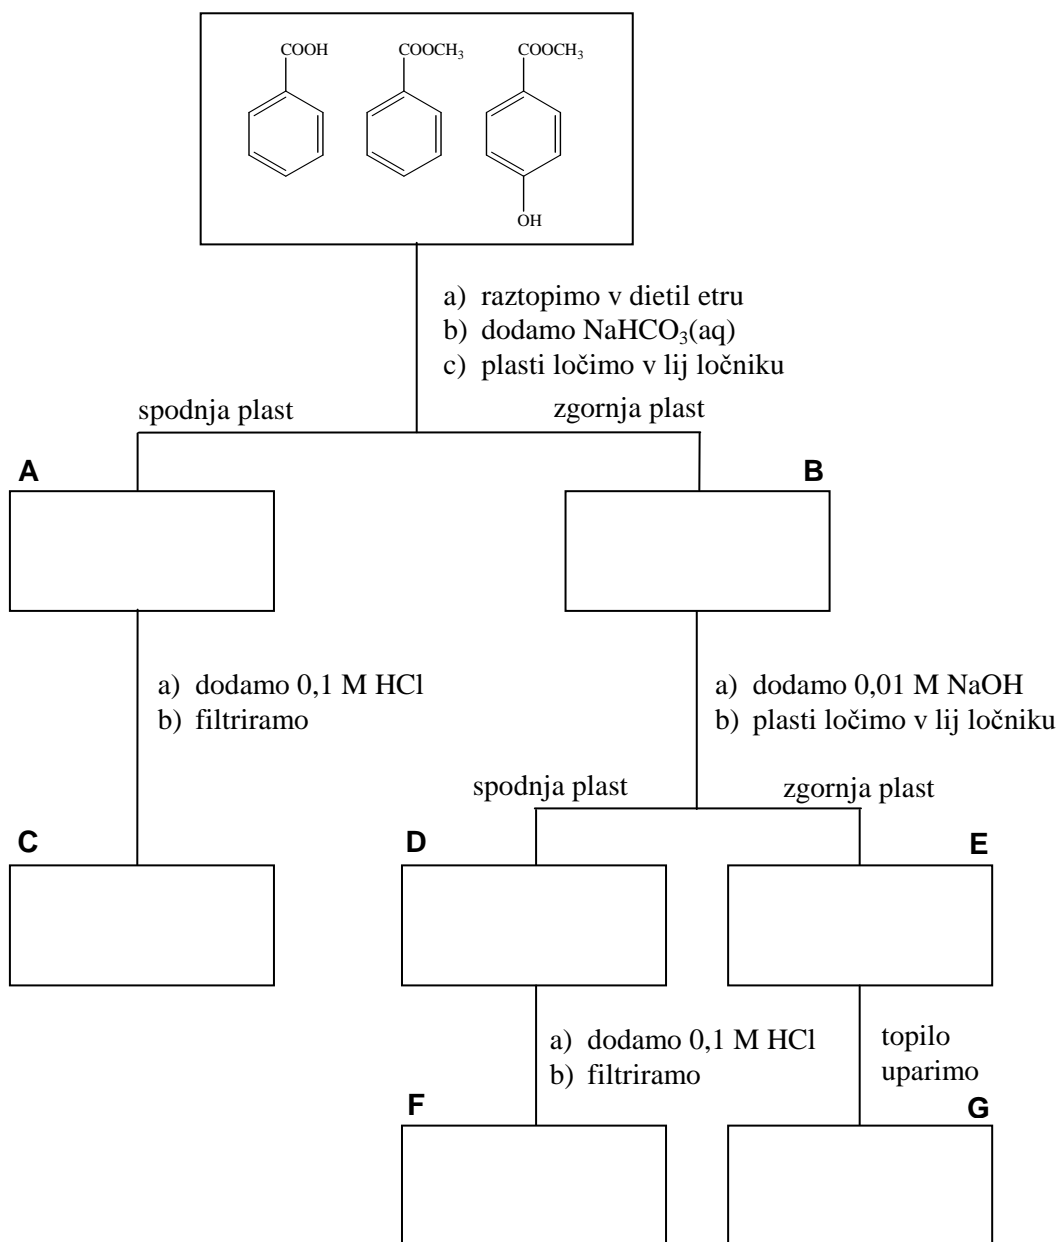 COOH
COOCH₃
COOCH₃
OH
a) raztopimo v dietil etru
b) dodamo NaHCO₃(aq)
c) plasti ločimo v lij ločniku
spodnja plast
zgornja plast
A
B
a) dodamo 0,1 M HCl
b) filtriramo
a) dodamo 0,01 M NaOH
b) plasti ločimo v lij ločniku
spodnja plast
zgornja plast
C
D
E
a) dodamo 0,1 M HCl
b) filtriramo
topilo
uparimo
F
G